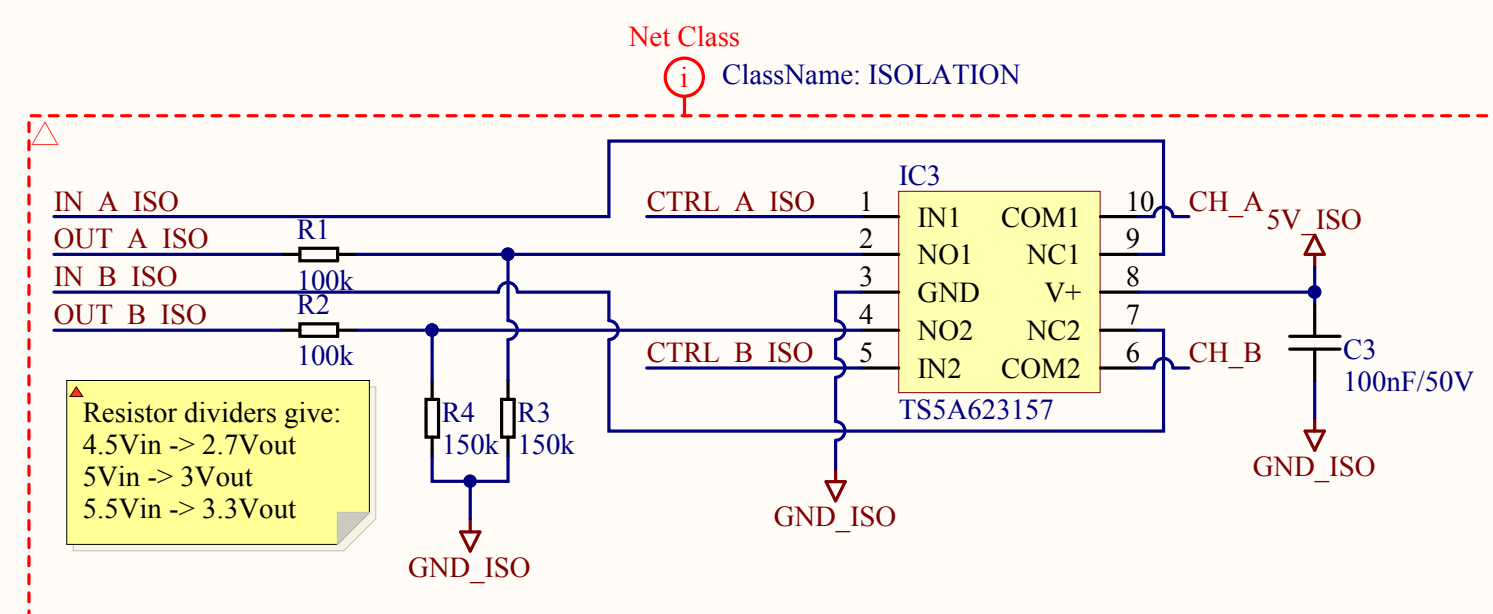 Net Class
i ClassName: ISOLATION
IN_A_ISO
OUT_A_ISO
IN_B_ISO
OUT_B_ISO
R1
100k
R2
100k
R4
150k
R3
150k
GND_ISO
Resistor dividers give:
4.5Vin -> 2.7Vout
5Vin -> 3Vout
5.5Vin -> 3.3Vout
CTRL_A_ISO
CTRL_B_ISO
GND_ISO
IC3
1 IN1 COM1 10
2 NO1 NC1 9
3 GND V+ 8
4 NO2 NC2 7
5 IN2 COM2 6
TS5A623157
CH_A
CH_B
5V_ISO
C3
100nF/50V
GND_ISO